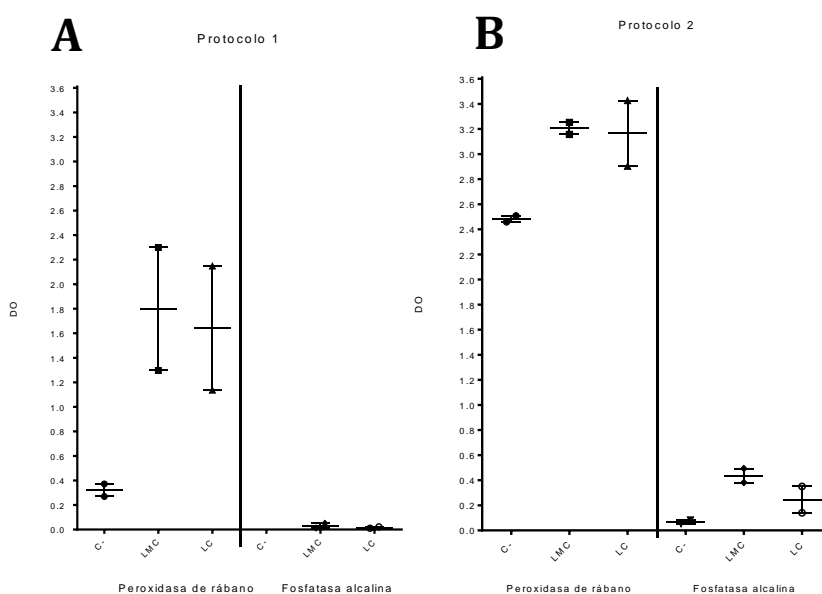 A
Protocolo 1
3.6
3.4
3.2
3.0
2.8
2.6
2.4
2.2
2.0
1.8
1.6
1.4
1.2
1.0
0.8
0.6
0.4
0.2
0.0
DO
C-
LMC
LC
C-
LMC
LC
Peroxidasa de rábano
Fosfatasa alcalina
B
Protocolo 2
3.6
3.4
3.2
3.0
2.8
2.6
2.4
2.2
2.0
1.8
1.6
1.4
1.2
1.0
0.8
0.6
0.4
0.2
0.0
DO
C-
LMC
LC
C-
LMC
LC
Peroxidasa de rábano
Fosfatasa alcalina